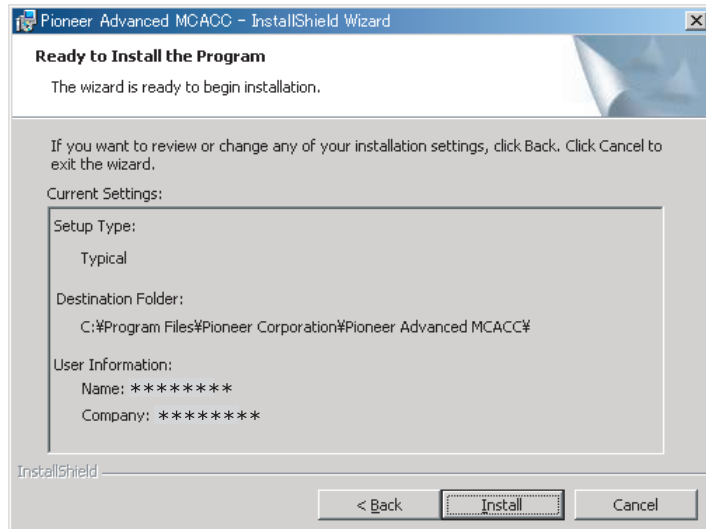 Pioneer Advanced MCACC - InstallShield Wizard
Ready to Install the Program
The wizard is ready to begin installation.
If you want to review or change any of your installation settings, click Back. Click Cancel to
exit the wizard.
Current Settings:
Setup Type:
Typical
Destination Folder:
C:¥Program Files¥Pioneer Corporation¥Pioneer Advanced MCACC¥
User Information:
Name: ********
Company: ********
InstallShield
< Back Install Cancel